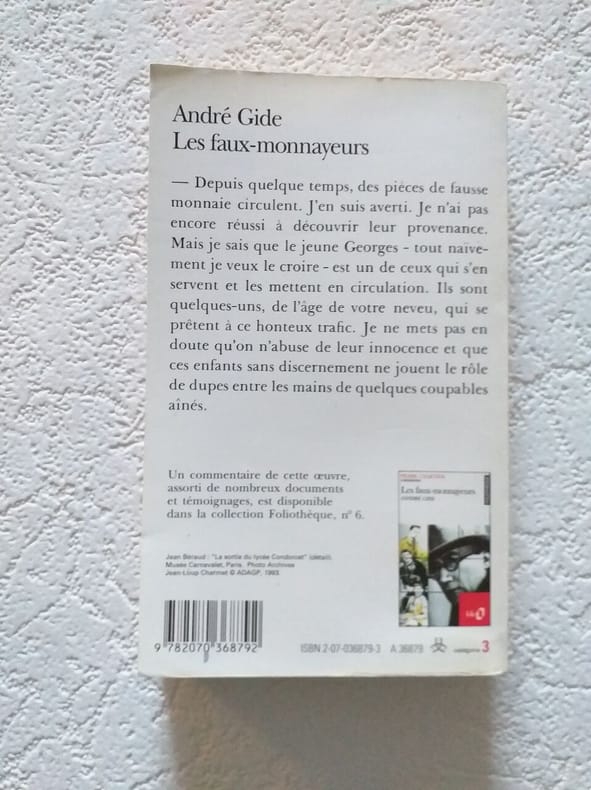 André Gide
Les faux-monnayeurs
— Depuis quelque temps, des pièces de fausse
monnaie circulent. J'en suis averti. Je n'ai pas
encore réussi à découvrir leur provenance.
Mais je sais que le jeune Georges - tout naïve-
ment je veux le croire - est un de ceux qui s'en
servent et les mettent en circulation. Ils sont
quelques-uns, de l'âge de votre neveu, qui se
prêtent à ce honteux trafic. Je ne mets pas en
doute qu'on n'abuse de leur innocence et que
ces enfants sans discernement ne jouent le rôle
de dupes entre les mains de quelques coupables
aînés.
Un commentaire de cette œuvre,
assorti de nombreux documents
et témoignages, est disponible
dans la collection Foliothèque, n° 6.
Jean Béraud : "La sortie du lycée Condorcet" (détail).
Musée Carnavalet, Paris. Photo Archives
Jean-Loup Charmet © ADAGP, 1993.
Les faux-monnayeurs
9 782070 368792
ISBN 2-07-036879-3 A 36879 catégorie 3